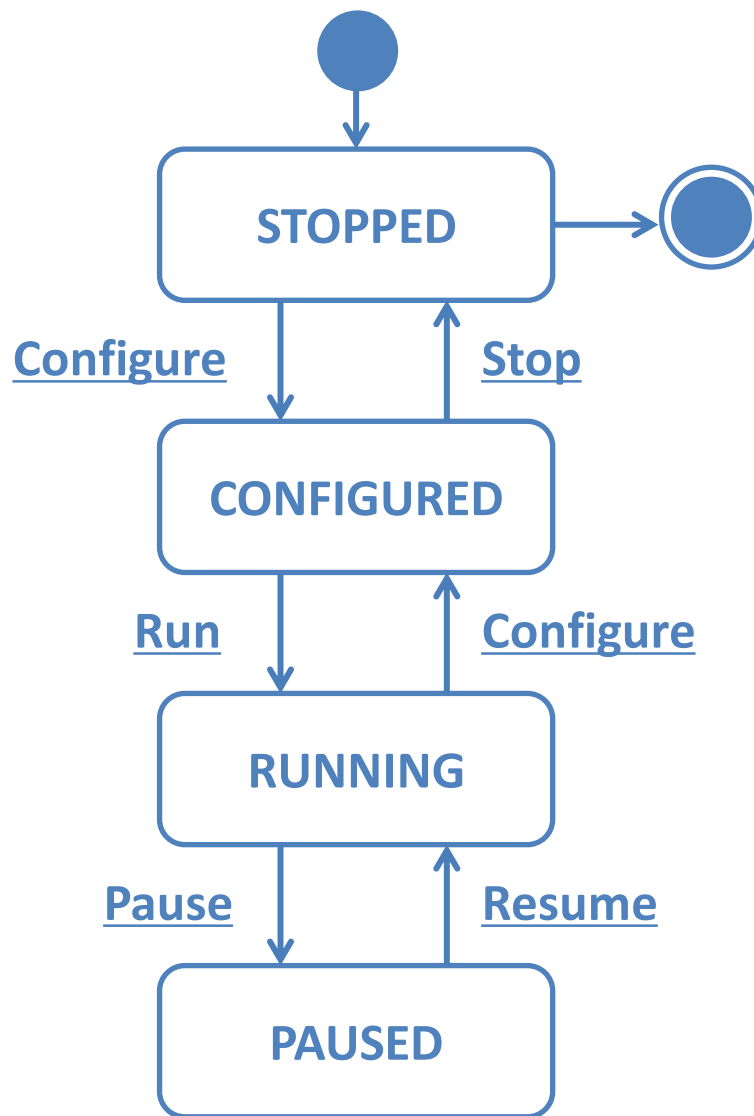 STOPPED
Configure
Stop
CONFIGURED
Run
Configure
RUNNING
Pause
Resume
PAUSED